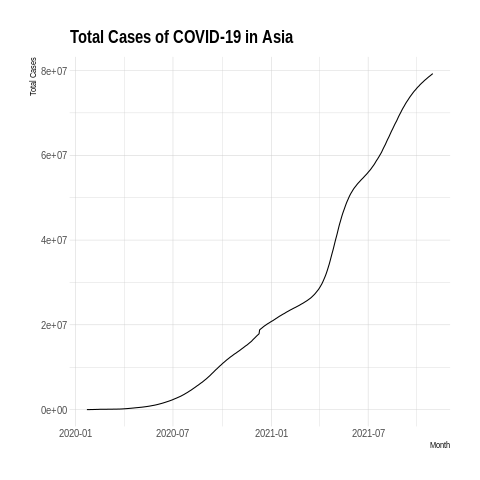 Total Cases of COVID-19 in Asia
Total Cases
8e+07
6e+07
4e+07
2e+07
0e+00
2020-01 2020-07 2021-01 2021-07
Month